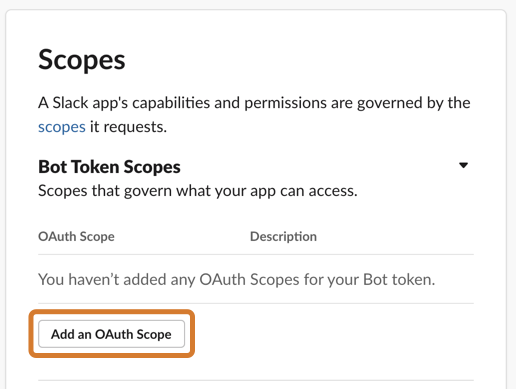 Scopes
A Slack app's capabilities and permissions are governed by the
scopes it requests.
Bot Token Scopes
Scopes that govern what your app can access.
OAuth Scope Description
You haven't added any OAuth Scopes for your Bot token.
Add an OAuth Scope